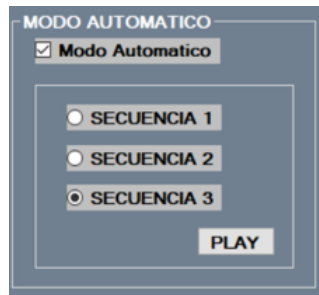 MODO AUTOMATICO
Modo Automatico
SECUENCIA 1
SECUENCIA 2
SECUENCIA 3
PLAY